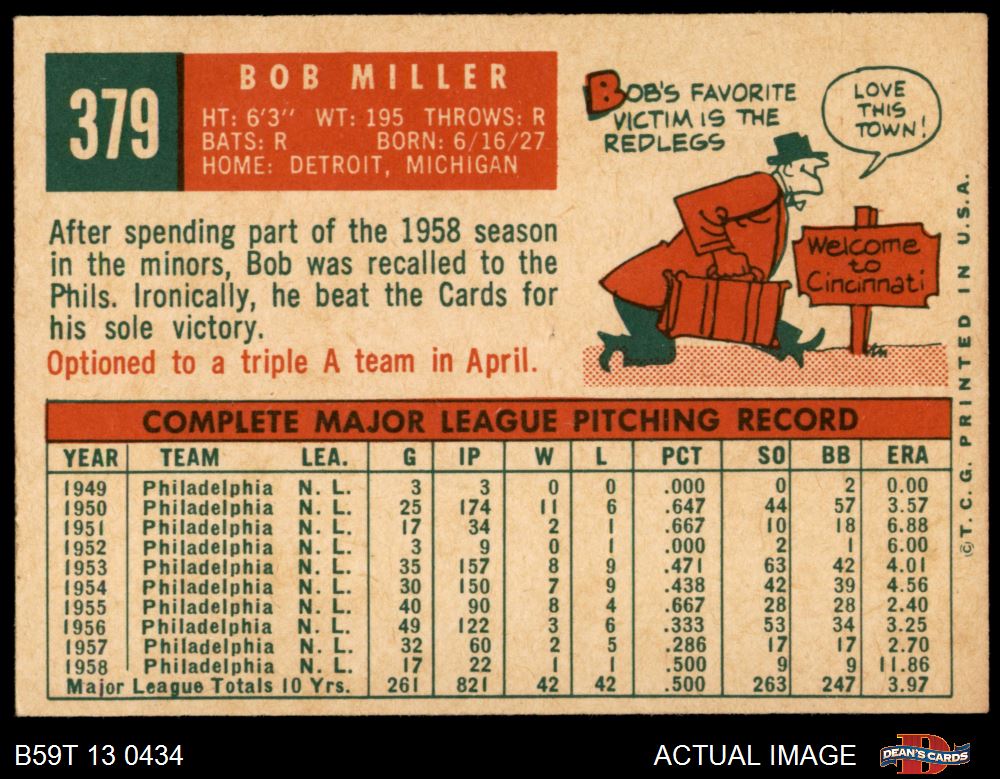 379
BOB MILLER
HT: 6'3" WT: 195 THROWS: R
BATS: R BORN: 6/16/27
HOME: DETROIT, MICHIGAN
BOB'S FAVORITE
VICTIM IS THE
REDLEGS
LOVE
THIS
TOWN!
Welcome
to
Cincinnati
After spending part of the 1958 season
in the minors, Bob was recalled to the
Phils. Ironically, he beat the Cards for
his sole victory.
Optioned to a triple A team in April.
COMPLETE MAJOR LEAGUE PITCHING RECORD
YEAR TEAM LEA. G IP W L PCT SO BB ERA
1949 Philadelphia N. L. 3 3 0 0 .000 0 2 0.00
1950 Philadelphia N. L. 25 174 11 6 .647 44 57 3.57
1951 Philadelphia N. L. 17 34 2 1 .667 10 18 6.88
1952 Philadelphia N. L. 3 9 0 1 .000 2 1 6.00
1953 Philadelphia N. L. 35 157 8 9 .471 63 42 4.01
1954 Philadelphia N. L. 30 150 7 9 .438 42 39 4.56
1955 Philadelphia N. L. 40 90 8 4 .667 28 28 2.40
1956 Philadelphia N. L. 49 122 3 6 .333 53 34 3.25
1957 Philadelphia N. L. 32 60 2 5 .286 17 17 2.70
1958 Philadelphia N. L. 17 22 1 1 .500 9 9 11.86
Major League Totals 10 Yrs. 261 821 42 42 .500 263 247 3.97
© T. C. G. PRINTED IN U.S.A.
B59T 13 0434
ACTUAL IMAGE
DEAN'S CARDS